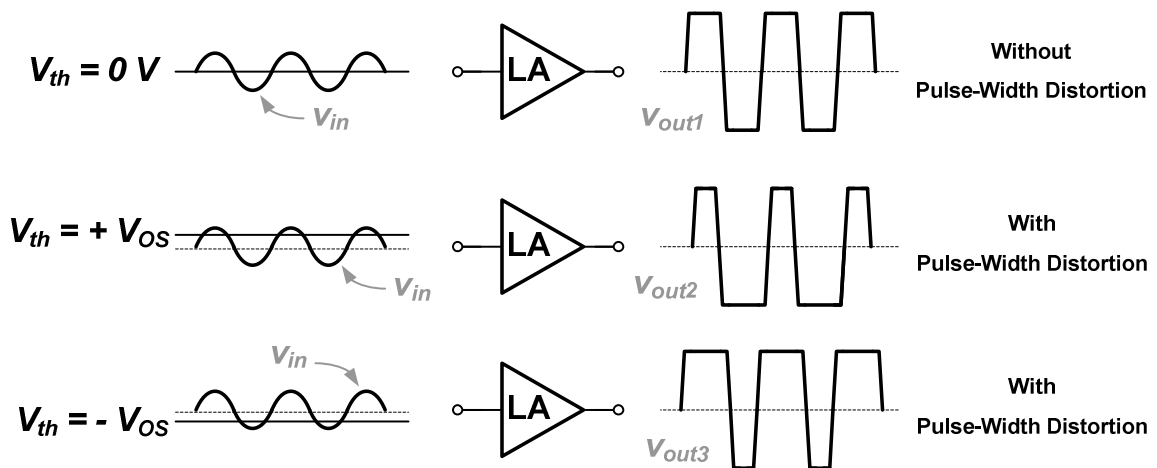 V_th = 0 V
v_in
LA
v_out1
Without
Pulse-Width Distortion
V_th = + V_OS
v_in
LA
v_out2
With
Pulse-Width Distortion
V_th = - V_OS
v_in
LA
v_out3
With
Pulse-Width Distortion